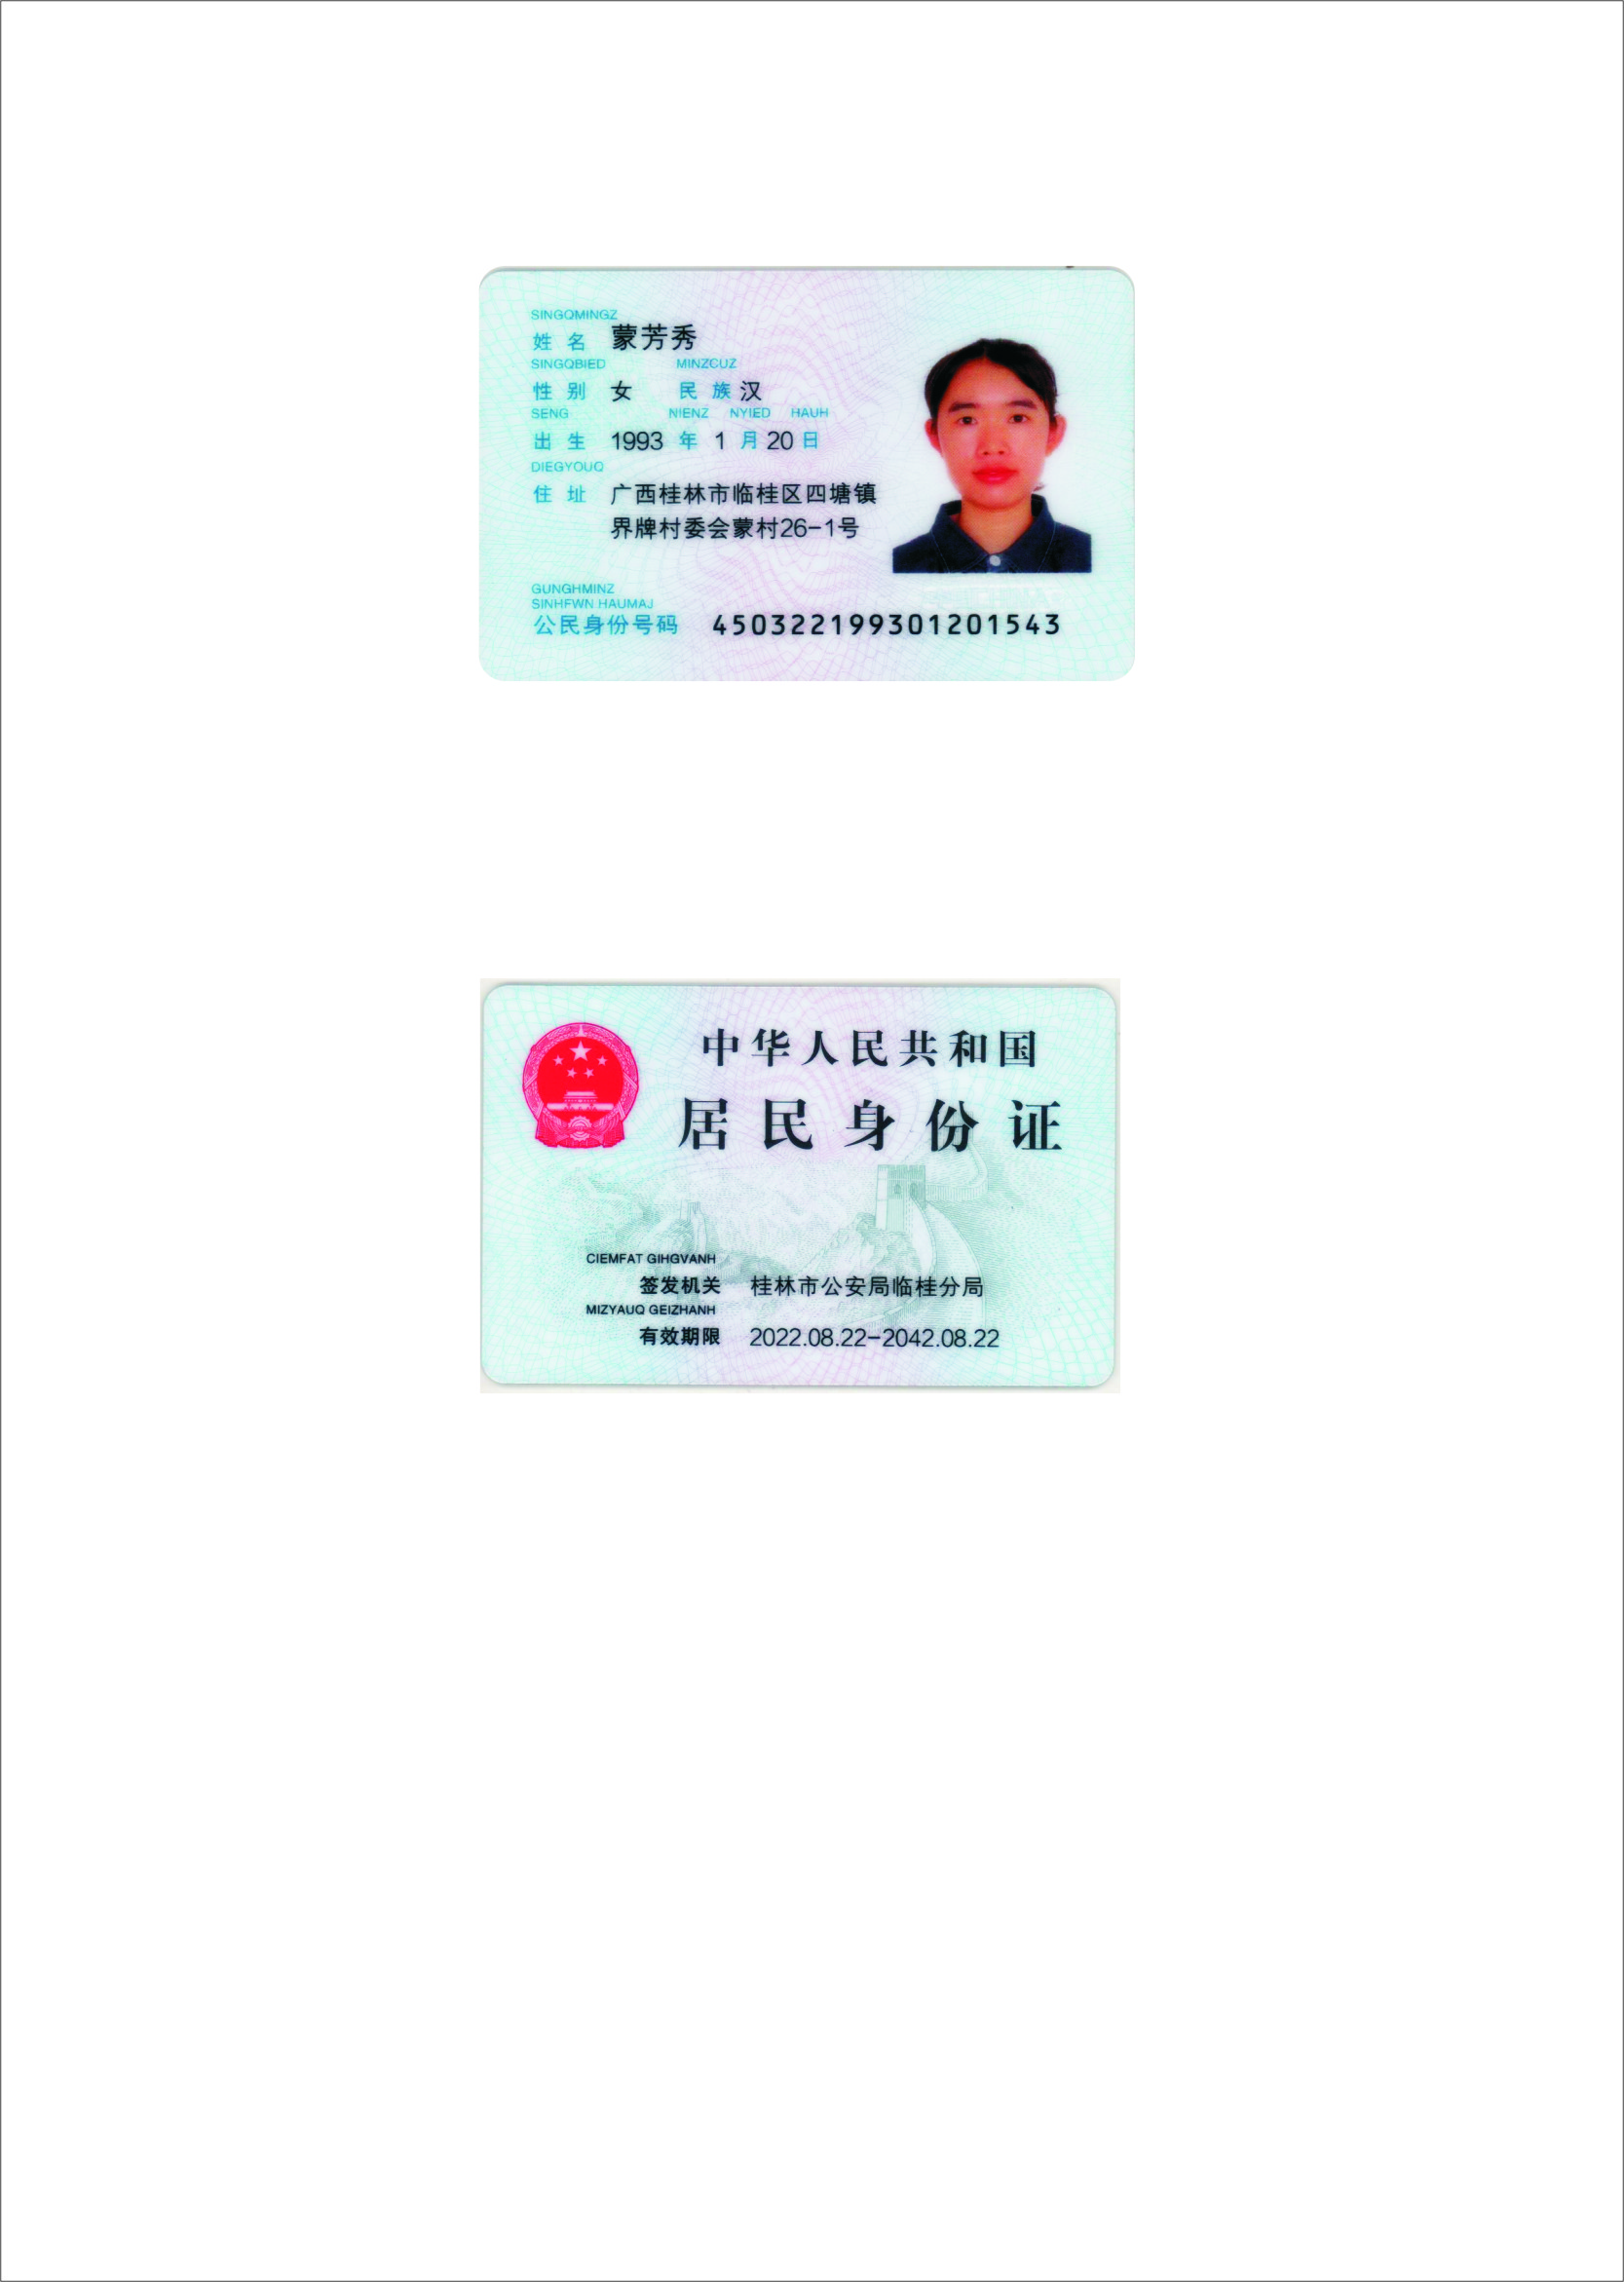 SINGQMINGZ
姓名 蒙芳秀
SINGQBIED MINZCUZ
性别 女 民族 汉
SENG NIENZ NYIED HAUH
出生 1993 年 1 月 20 日
DIEGYOUQ
住址 广西桂林市临桂区四塘镇
界牌村委会蒙村26-1号
GUNGHMINZ
SINHFWN HAUMAJ
公民身份号码 450322199301201543
中华人民共和国
居民身份证
CIEMFAT GIHGVANH
签发机关 桂林市公安局临桂分局
MIZYAUQ GEIZHANH
有效期限 2022.08.22-2042.08.22